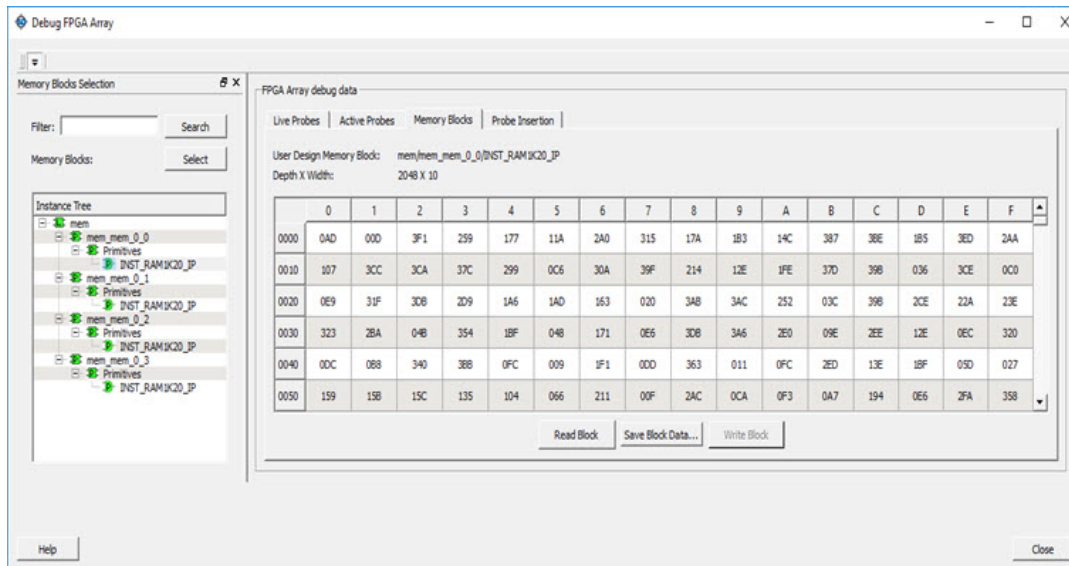 Debug FPGA Array
Memory Blocks Selection
Filter:
Search
Memory Blocks:
Select
Instance Tree
mem
mem_mem_0_0
Primitives
INST_RAM1K20_IP
mem_mem_0_1
Primitives
INST_RAM1K20_IP
mem_mem_0_2
Primitives
INST_RAM1K20_IP
mem_mem_0_3
Primitives
INST_RAM1K20_IP
FPGA Array debug data
Live Probes Active Probes Memory Blocks Probe Insertion
User Design Memory Block: mem/mem_mem_0_0/INST_RAM1K20_IP
Depth X Width: 2048 X 10
0 1 2 3 4 5 6 7 8 9 A B C D E F
0000 0AD 00D 3F1 259 177 11A 2A0 315 17A 1B3 14C 387 3BE 1B5 3ED 2AA
0010 107 3CC 3CA 37C 299 0C6 30A 39F 214 12E 1FE 37D 39B 036 3CE 0C0
0020 0E9 31F 3DB 2D9 1A6 1AD 163 020 3AB 3AC 252 03C 39B 2CE 22A 23E
0030 323 2BA 04B 354 1BF 04B 171 0E6 3DB 3A6 2E0 09E 2EE 12E 0EC 320
0040 0DC 0B8 340 3BB 0FC 009 1F1 0DD 363 011 0FC 2ED 13E 1BF 05D 027
0050 159 15B 15C 135 104 066 211 00F 2AC 0CA 0F3 0A7 194 0E6 2FA 358
Read Block Save Block Data... Write Block
Help
Close